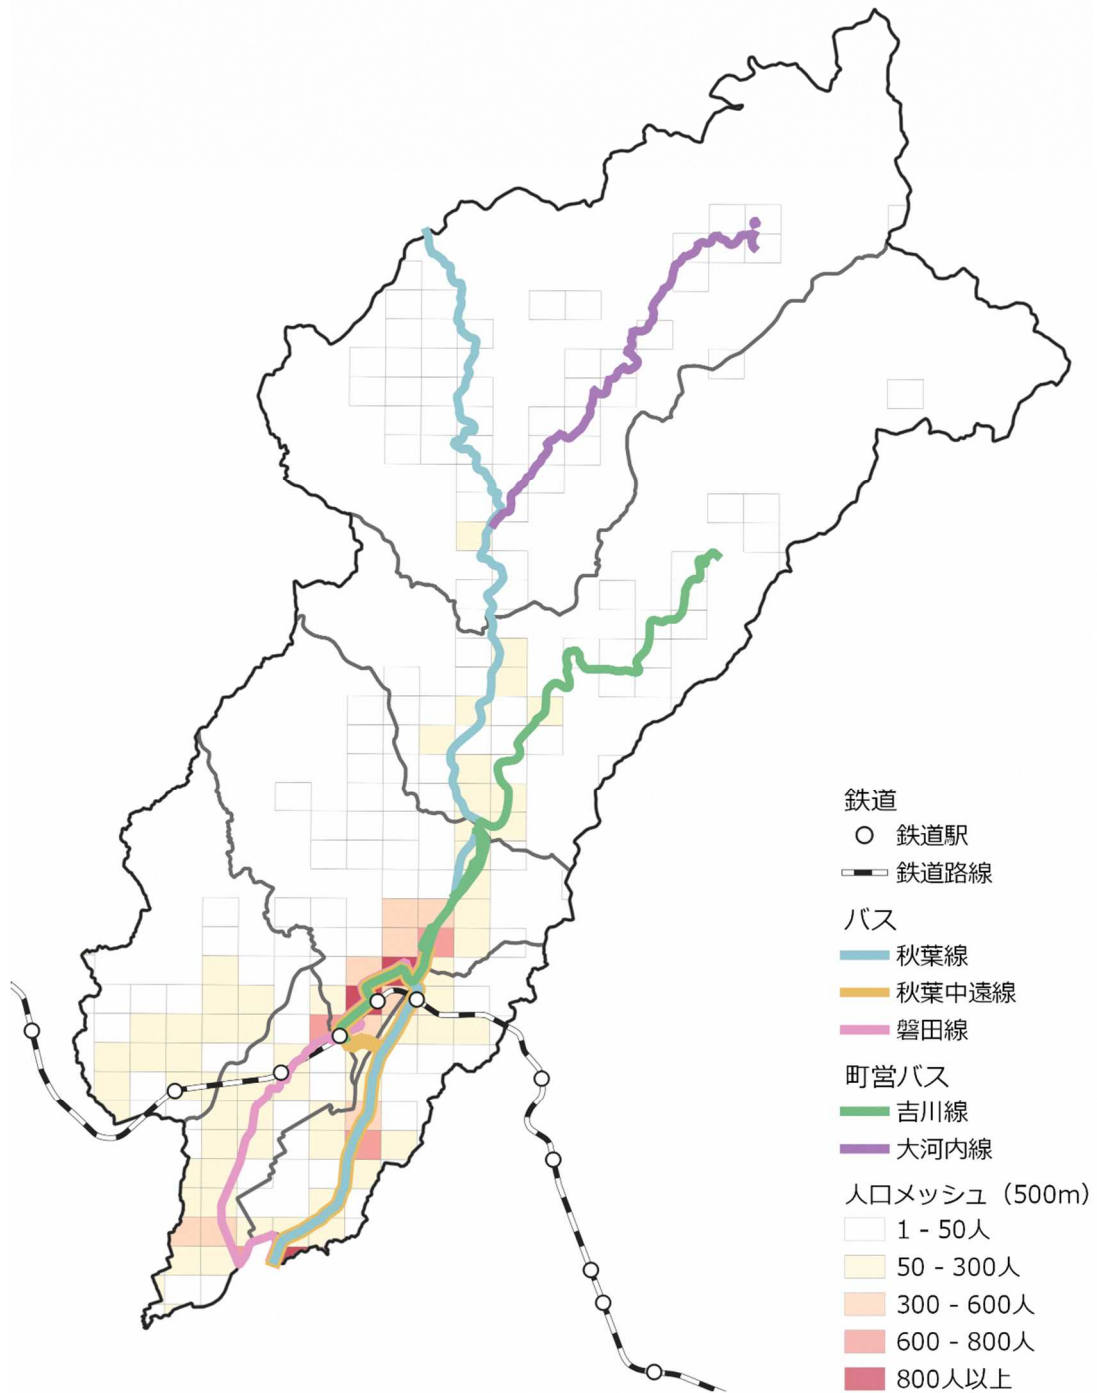 鉄道
鉄道駅
鉄道路線
バス
秋葉線
秋葉中遠線
磐田線
町営バス
吉川線
大河内線
人口メッシュ（500m）
1 - 50人
50 - 300人
300 - 600人
600 - 800人
800人以上